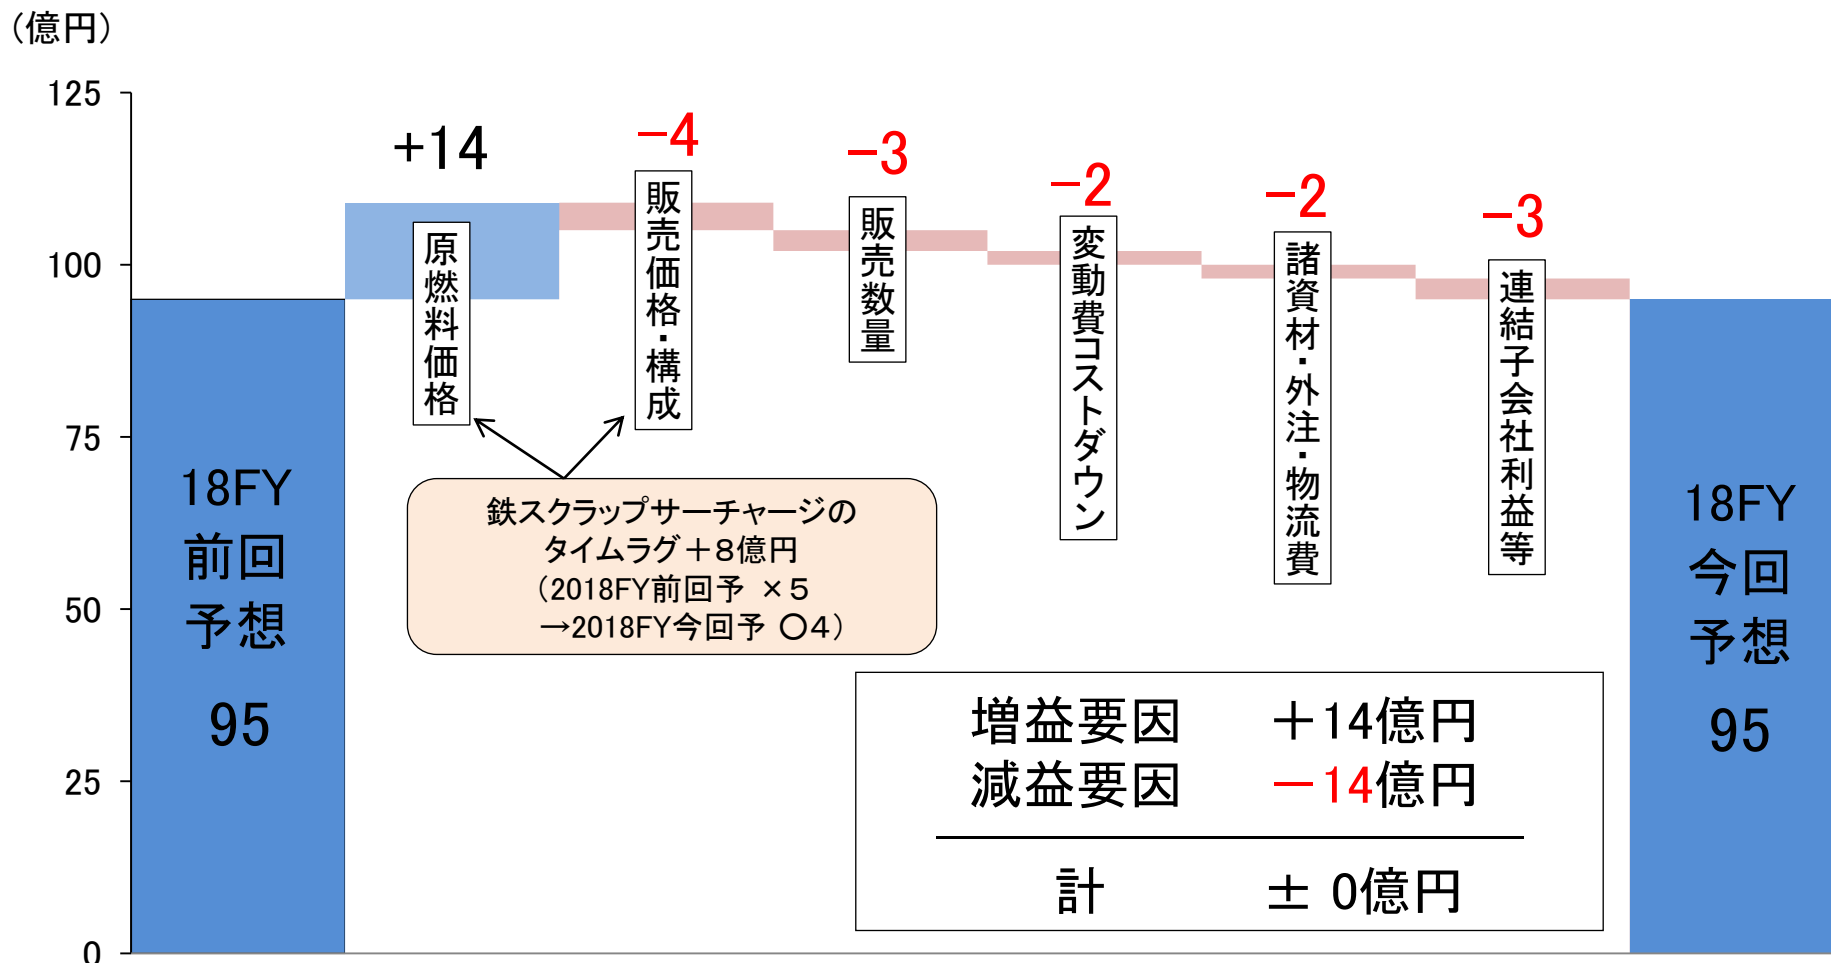 （億円）
125
100
75
50
25
0
+14
−4
−3
−2
−2
−3
原燃料価格
販売価格・構成
販売数量
変動費コストダウン
諸資材・外注・物流費
連結子会社利益等
18FY
前回
予想
95
鉄スクラップサーチャージの
タイムラグ＋８億円
（2018FY前回予 ×５
→2018FY今回予 〇４）
増益要因 ＋14億円
減益要因 －14億円
計 ± 0億円
18FY
今回
予想
95